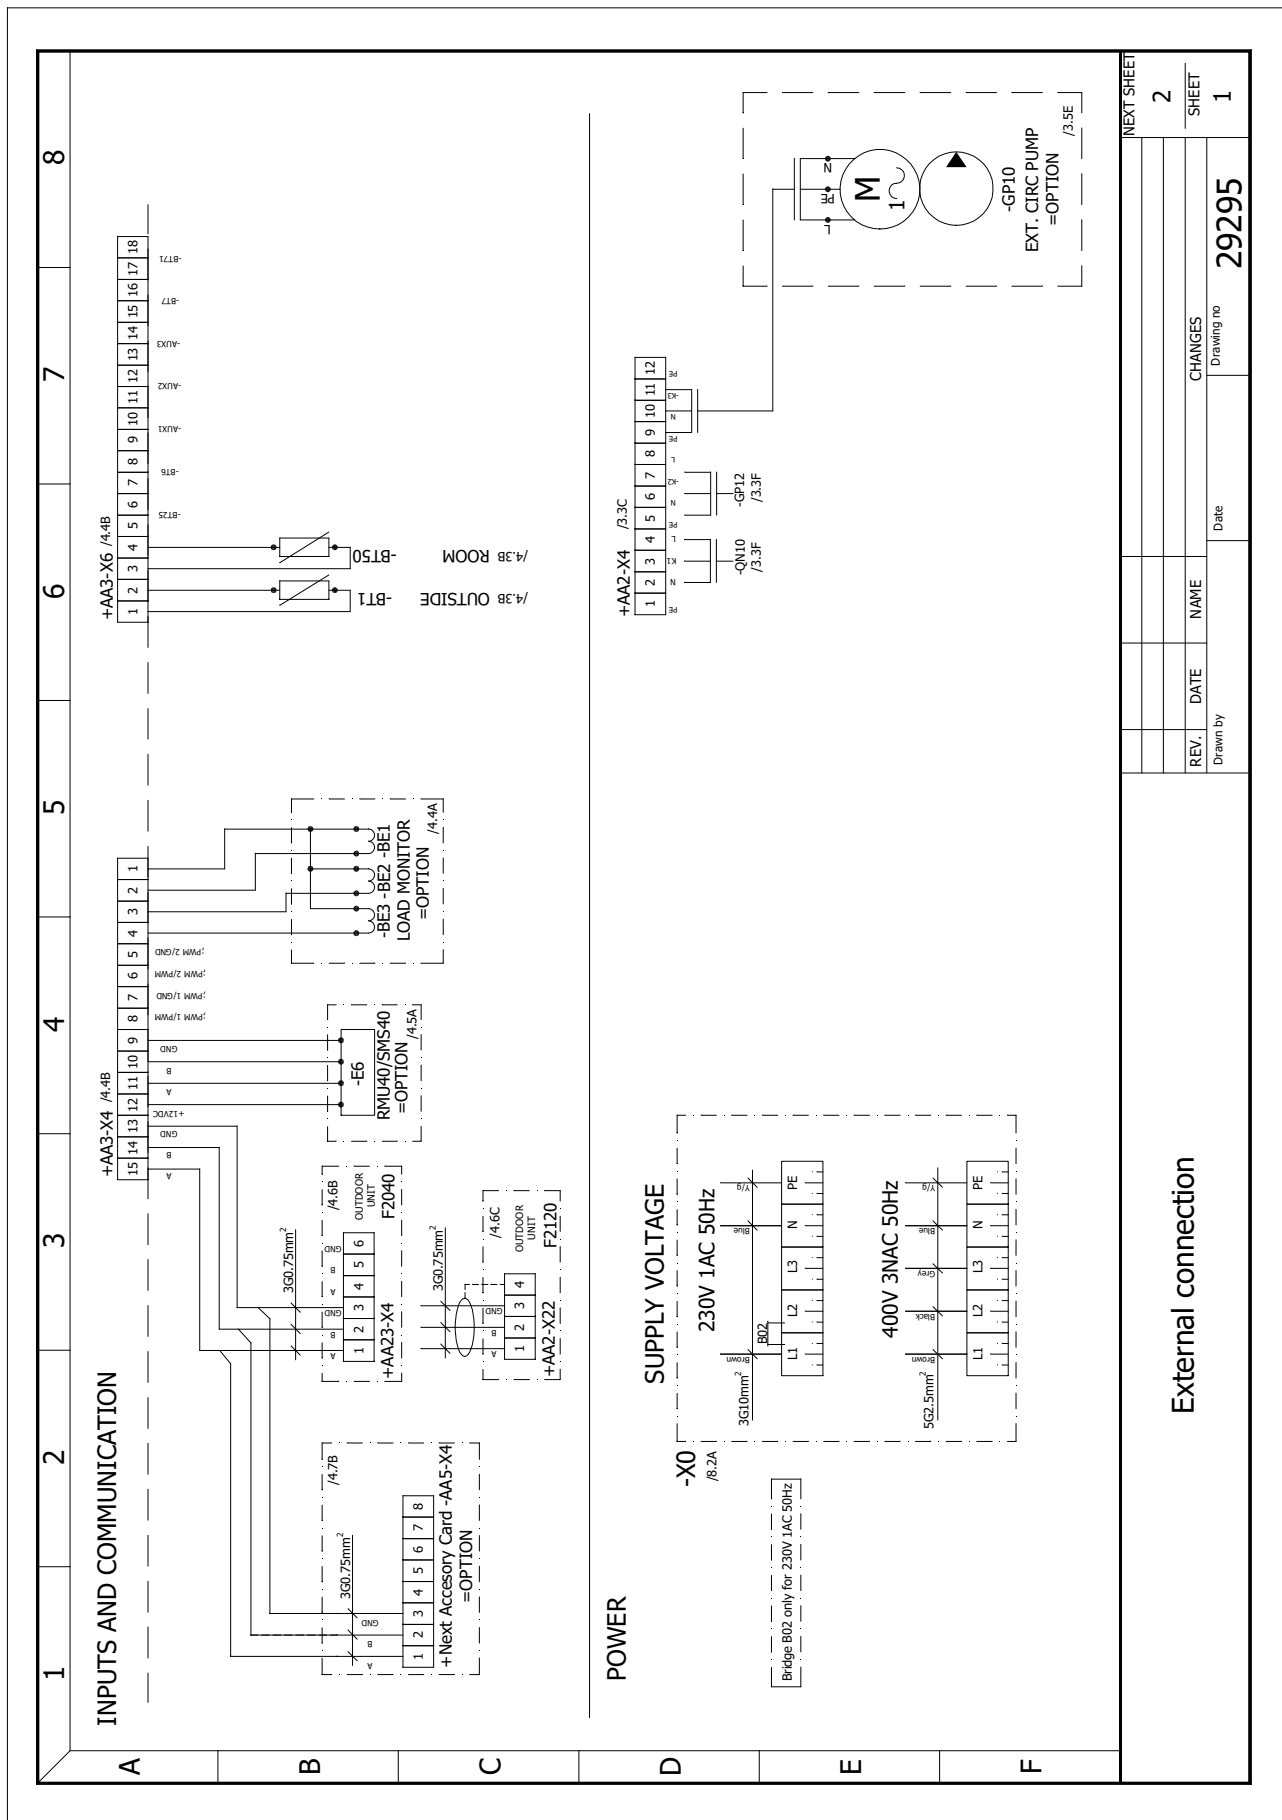 1 2 3 4 5 6 7 8
A
B
C
D
E
F
INPUTS AND COMMUNICATION
+AA3-X4 /4.4B
15 14 13 12 11 10 9 8 7 6 5 4 3 2 1
A B GND +12VDC A B GND ;PWM 1/PWM ;PWM 1/GND ;PWM 2/PWM ;PWM 2/GND
+AA3-X6 /4.4B
1 2 3 4 5 6 7 8 9 10 11 12 13 14 15 16 17 18
-BT25 -BT6 -AUX1 -AUX2 -AUX3 -BT7 -BT71
/4.7B
3G0.75mm²
A B GND
1 2 3 4 5 6 7 8
+Next Accesory Card -AA5-X4
=OPTION
3G0.75mm²
/4.6B
OUTDOOR
UNIT
F2040
A B GND A B GND
1 2 3 4 5 6
+AA23-X4
3G0.75mm²
/4.6C
OUTDOOR
UNIT
F2120
A B GND
1 2 3 4
+AA2-X22
-E6
RMU40/SMS40
=OPTION
/4.5A
-BE3 -BE2 -BE1
LOAD MONITOR
=OPTION
/4.4A
-BT1
/4.3B OUTSIDE
-BT50
/4.3B ROOM
POWER
Bridge B02 only for 230V 1AC 50Hz
-X0
/8.2A
SUPPLY VOLTAGE
230V 1AC 50Hz
3G10mm²
Brown Blue Y/g
B02
L1 L2 L3 N PE
400V 3NAC 50Hz
5G2.5mm²
Brown Black Grey Blue Y/g
L1 L2 L3 N PE
+AA2-X4 /3.3C
1 2 3 4 5 6 7 8 9 10 11 12
PE N K1 L PE N -K2 L PE N -K3 PE
-QN10
/3.3F
-GP12
/3.3F
L PE N
M
1
-GP10
EXT. CIRC PUMP
=OPTION
/3.5E
External connection
REV. DATE NAME CHANGES
Drawn by
Date
Drawing no
29295
NEXT SHEET
2
SHEET
1